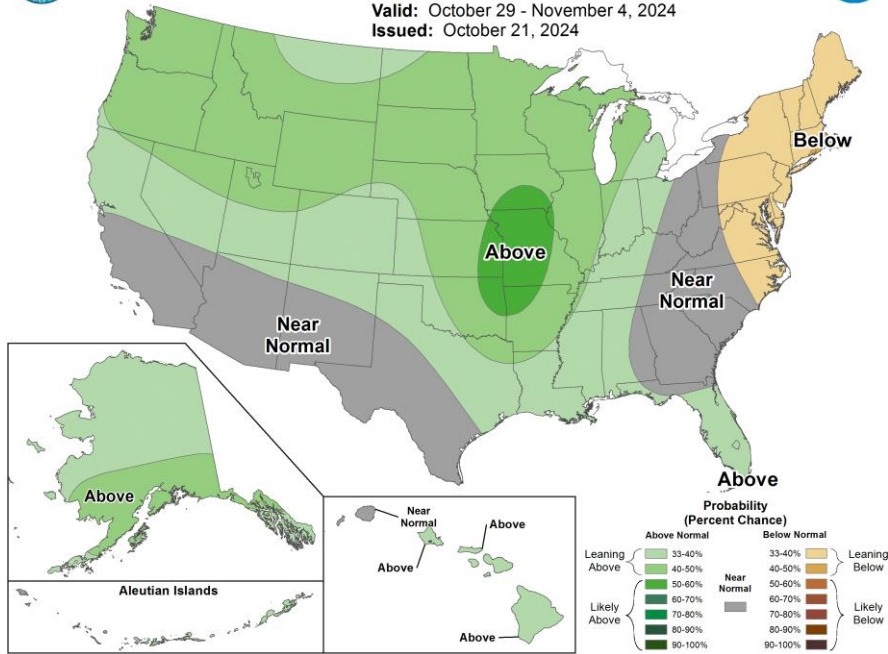 Valid: October 29 - November 4, 2024
Issued: October 21, 2024
Below
Above
Near
Normal
Near
Normal
Above
Above
Aleutian Islands
Near
Normal
Above
Above
Above
Probability
(Percent Chance)
Above Normal
Below Normal
Leaning
Above
33-40%
40-50%
Likely
Above
50-60%
60-70%
70-80%
80-90%
90-100%
Near
Normal
33-40%
40-50%
Leaning
Below
50-60%
60-70%
70-80%
80-90%
90-100%
Likely
Below